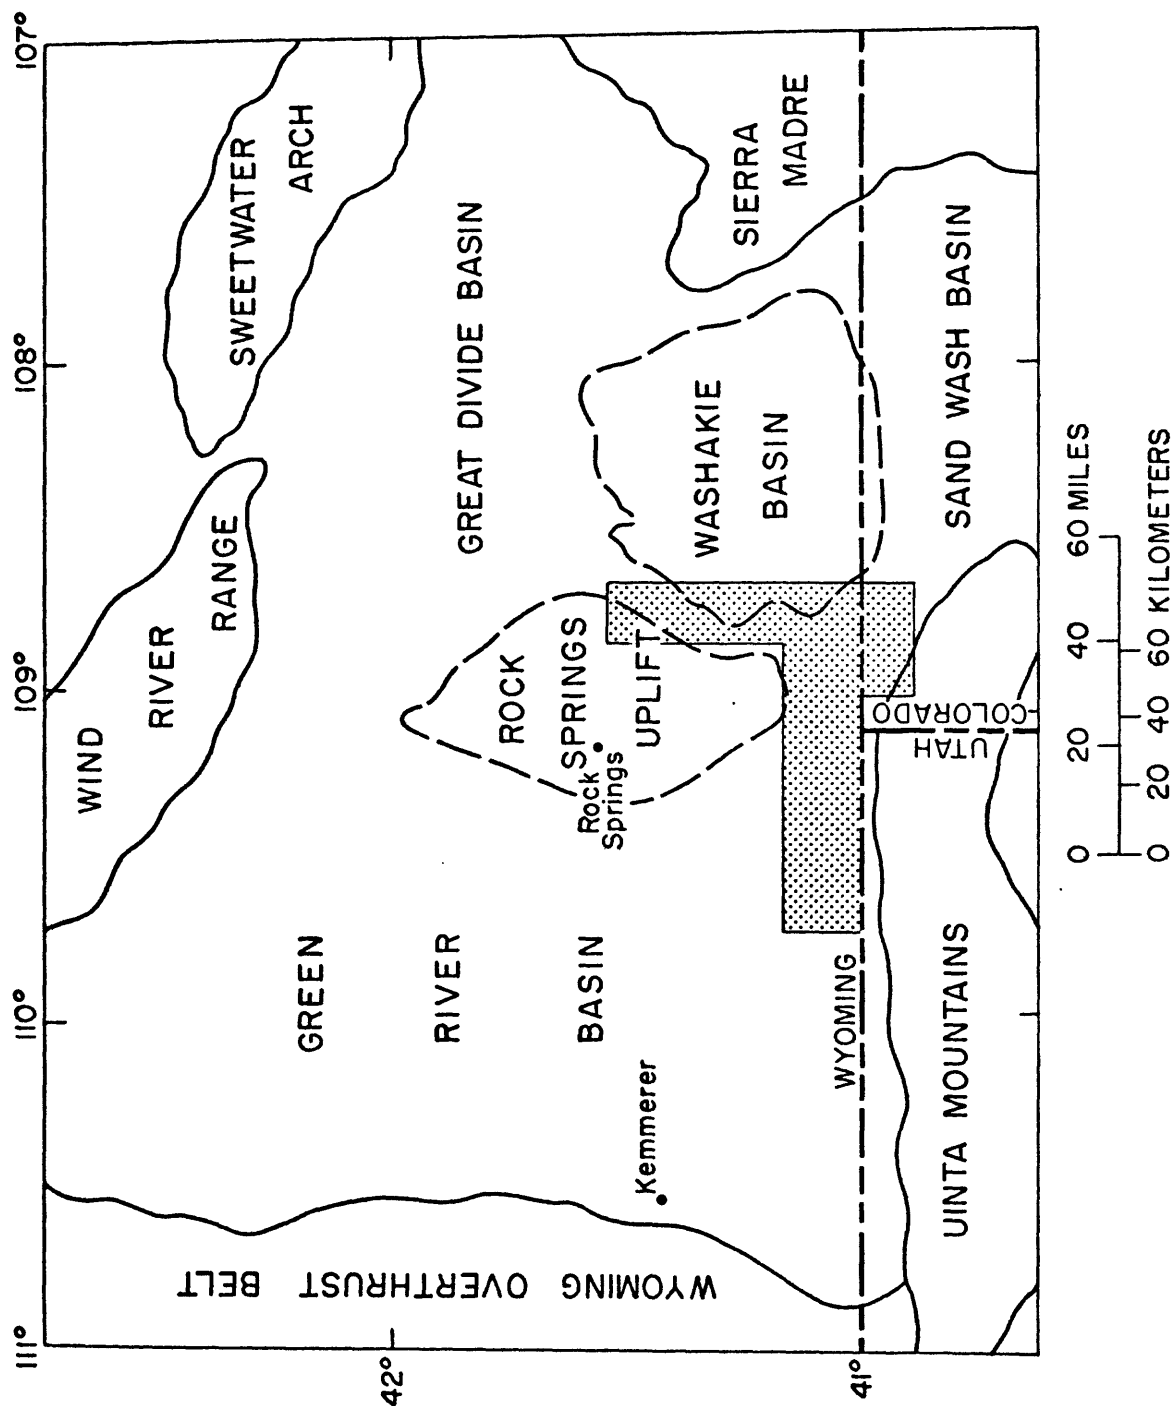 111°
110°
109°
108°
107°
42°
41°
WIND
RIVER
RANGE
SWEETWATER
ARCH
GREEN
RIVER
BASIN
GREAT DIVIDE BASIN
ROCK
SPRINGS
UPLIFT
Rock
Springs
Kemmerer
WYOMING OVERTHRUST BELT
WASHAKIE
BASIN
SIERRA
MADRE
WYOMING
UTAH
COLORADO
UINTA MOUNTAINS
SAND WASH BASIN
0 20 40 60 MILES
0 20 40 60 KILOMETERS